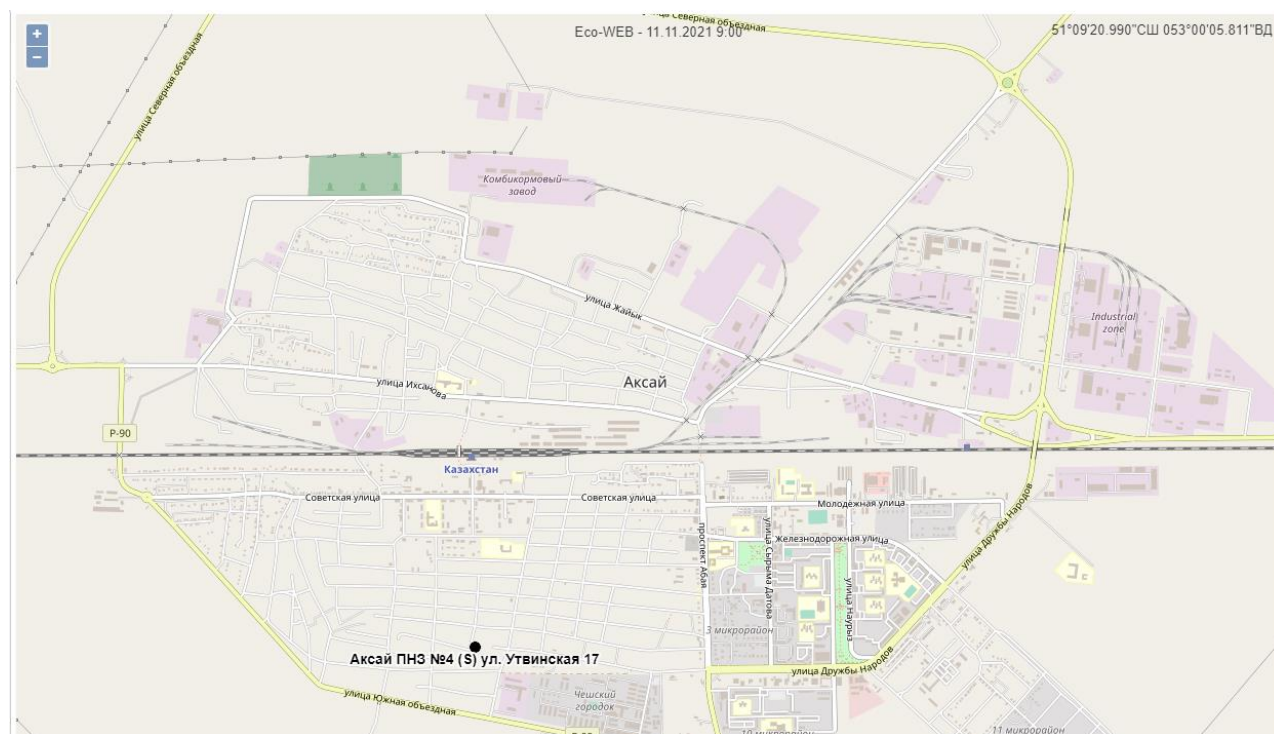 +
−
улица Северная объездная
Eco-WEB - 11.11.2021 9:00
51°09'20.990"СШ 053°00'05.811"ВД
улица Северная объездная
Комбикормовый
завод
улица Жайык
Industrial
zone
улица Ихсанова
Аксай
Р-90
Казахстан
Советская улица
Советская улица
Молодёжная улица
проспект Абая
улица Сырыма Датова
Железнодорожная улица
улица Наурыз
улица Дружбы Народов
3 микрорайон
Аксай ПНЗ №4 (S) ул. Утвинская 17
улица Дружбы Народов
улица Южная объездная
Чешский
городок
10 микрорайон
11 микрорайон